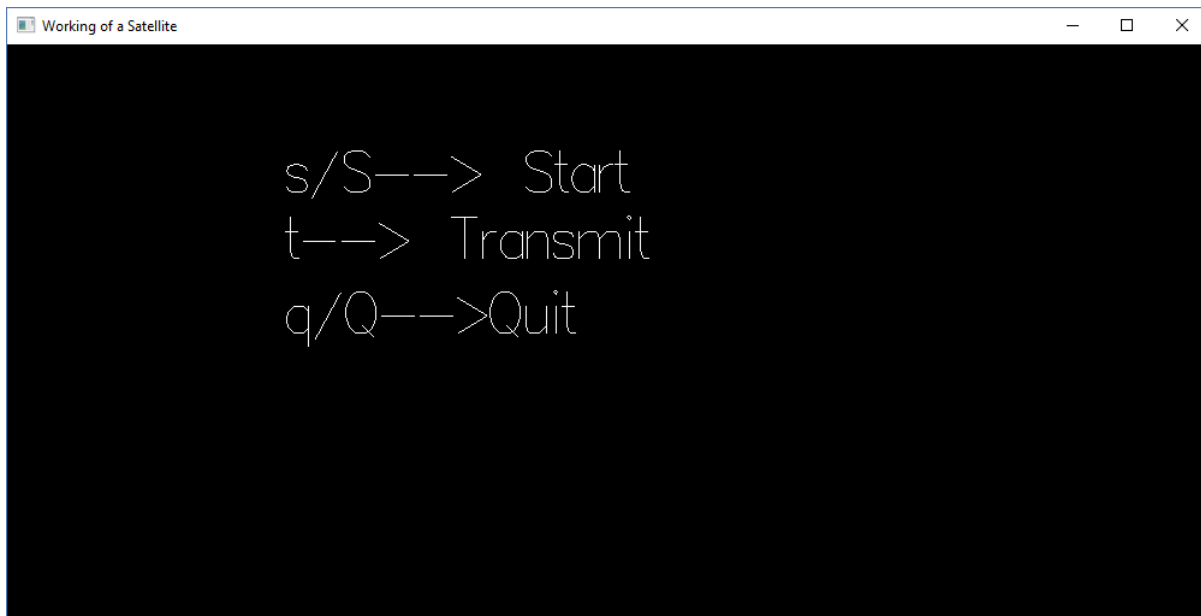 Working of a Satellite
s/S--> Start
t--> Transmit
q/Q-->Quit